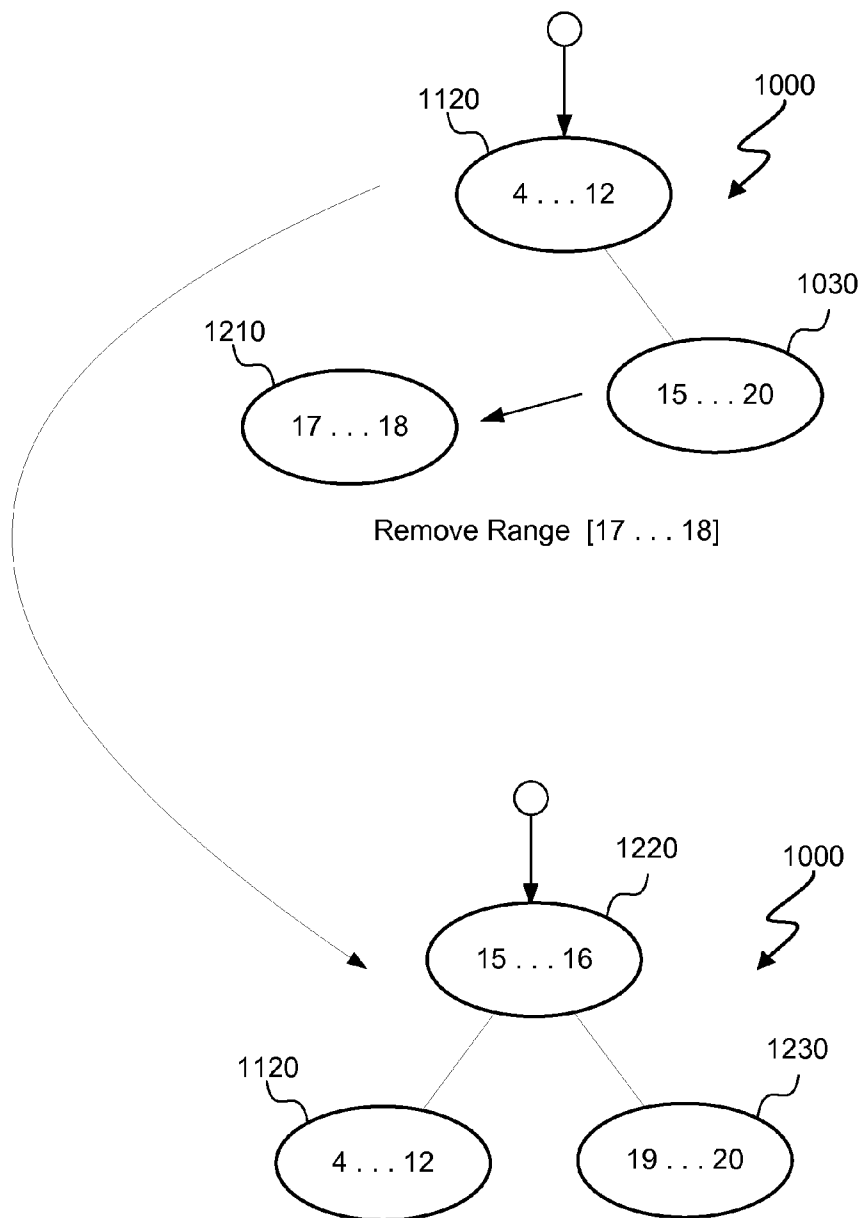 1000
1120
4 . . . 12
1030
1210
15 . . . 20
17 . . . 18
Remove Range [17 . . . 18]
1220
1000
15 . . . 16
1120
1230
4 . . . 12
19 . . . 20